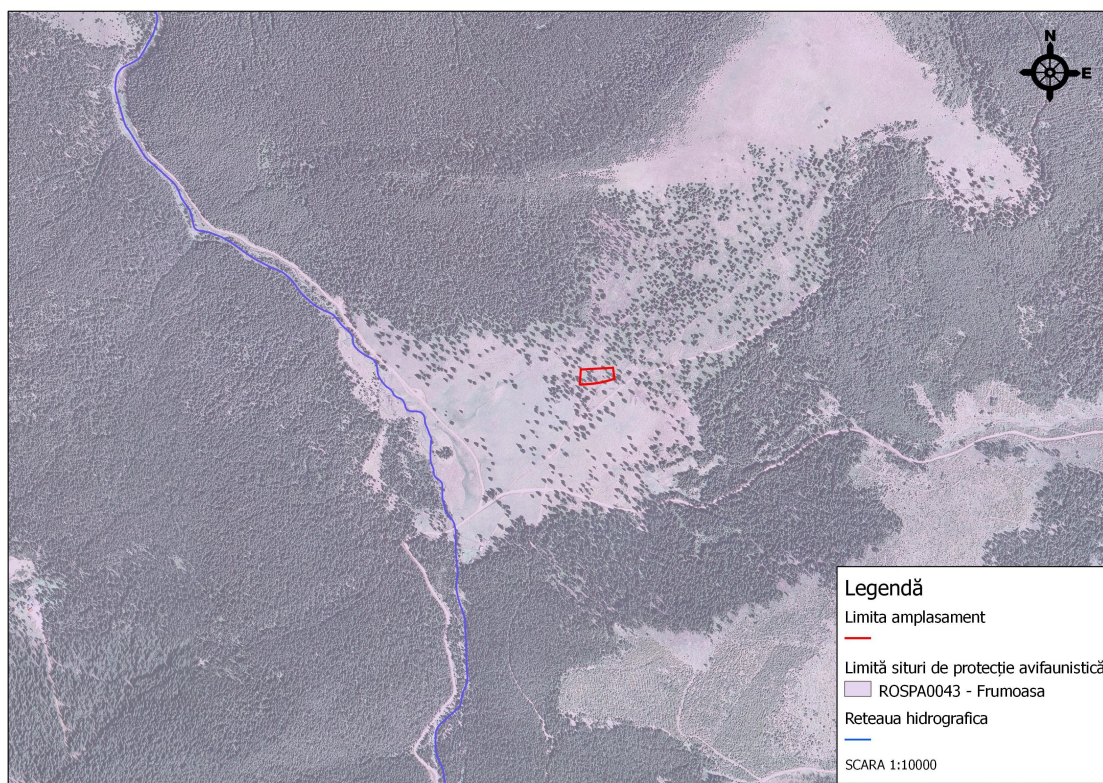 N
E
Legendă
Limita amplasament
Limită situri de protecție avifaunistică
ROSPA0043 - Frumoasa
Reteaua hidrografica
SCARA 1:10000